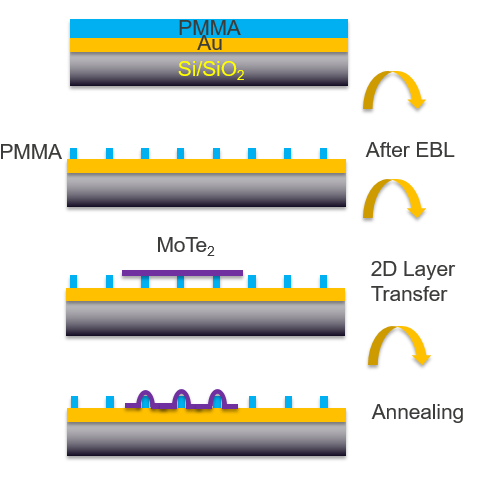 PMMA
Au
Si/SiO₂
PMMA
After EBL
MoTe₂
2D Layer
Transfer
Annealing